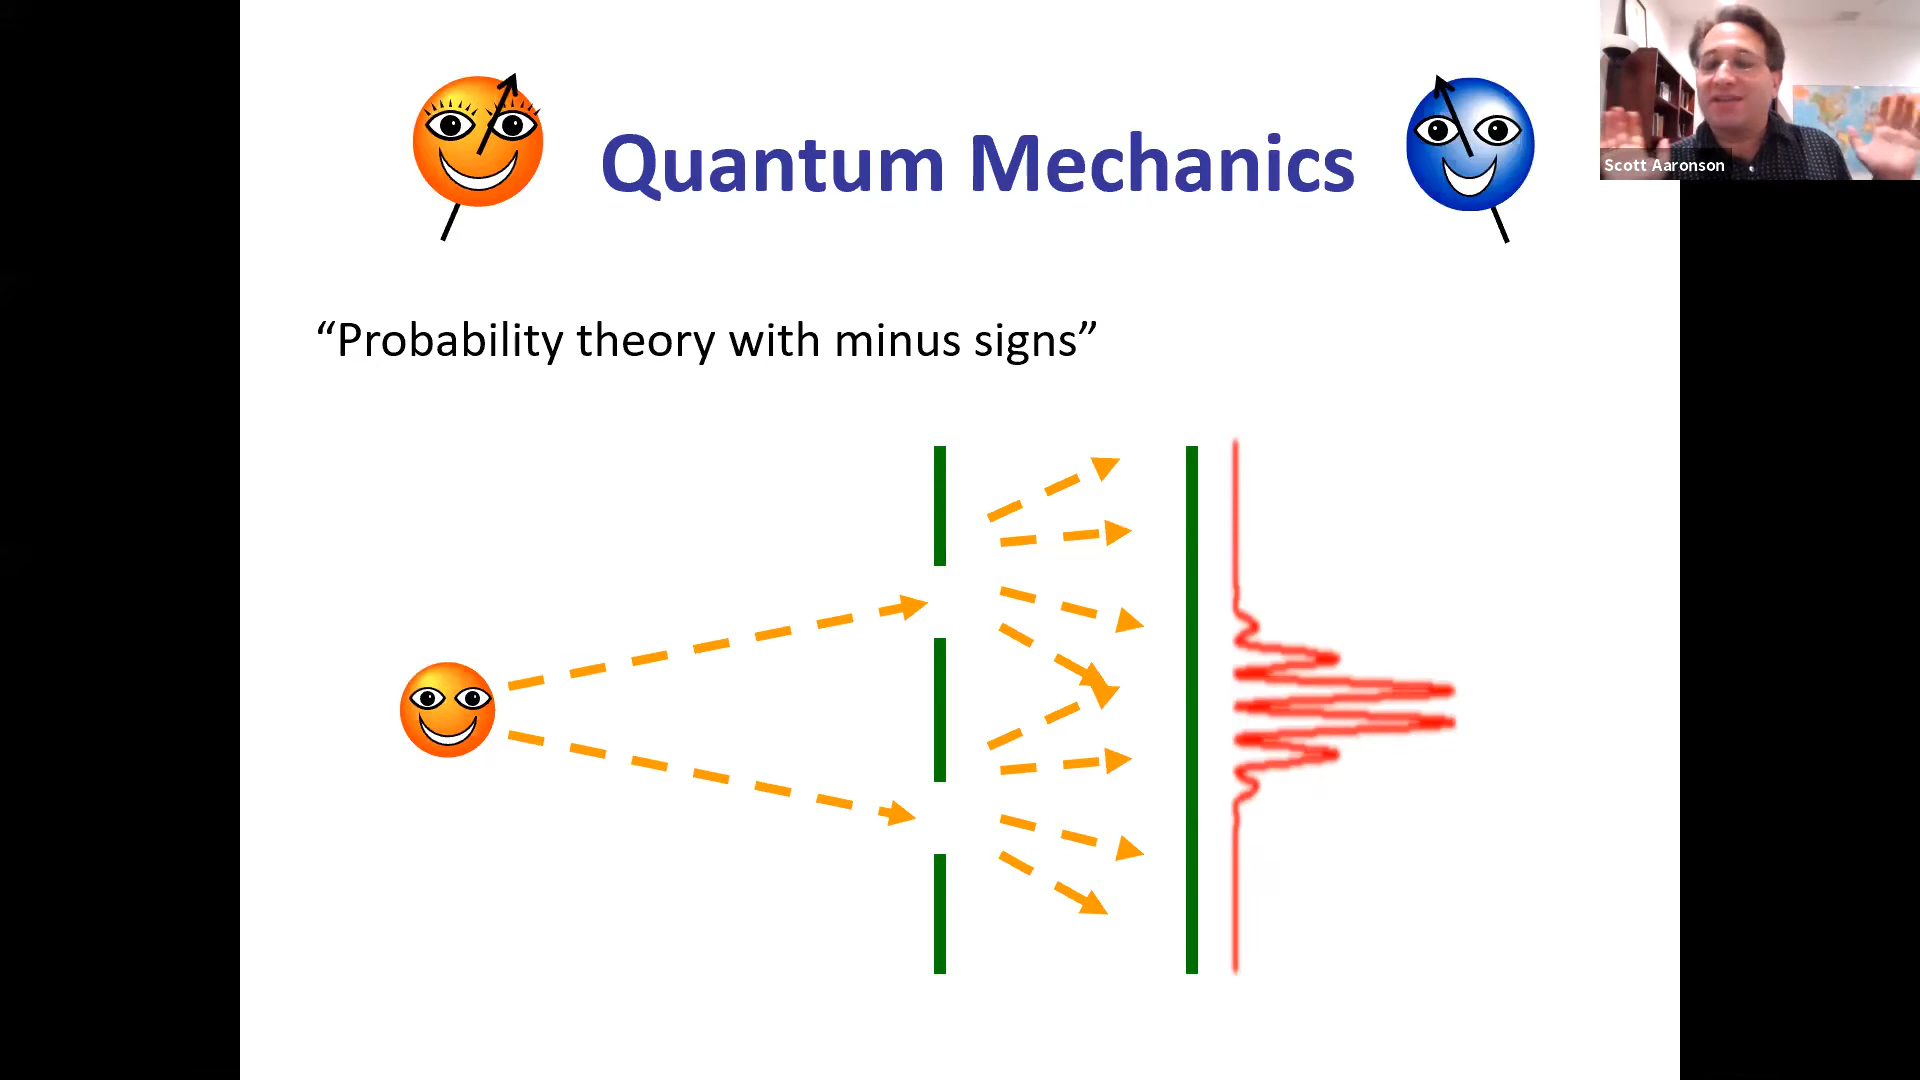 Quantum Mechanics
Scott Aaronson
“Probability theory with minus signs”